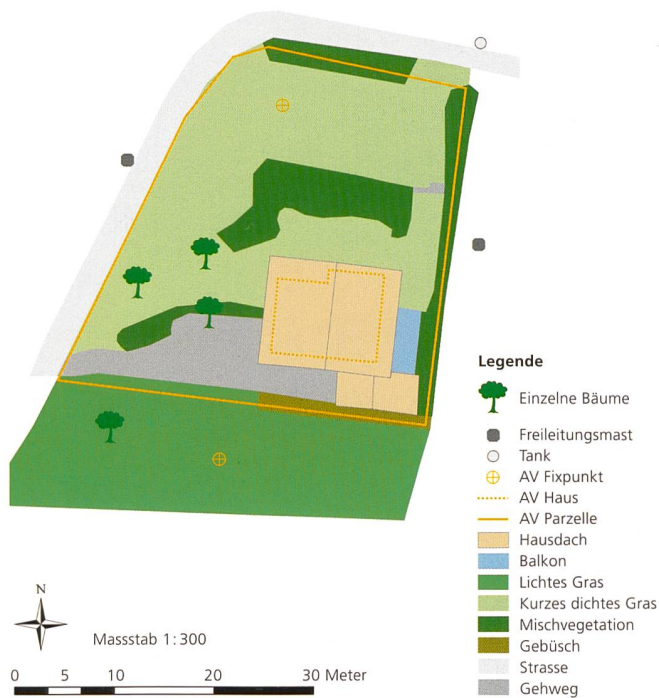 Legende
Einzelne Bäume
Freileitungsmast
Tank
AV Fixpunkt
AV Haus
AV Parzelle
Hausdach
Balkon
Lichtes Gras
Kurzes dichtes Gras
Mischvegetation
Gebüsch
Strasse
Gehweg
N
Massstab 1:300
0 5 10 20 30 Meter